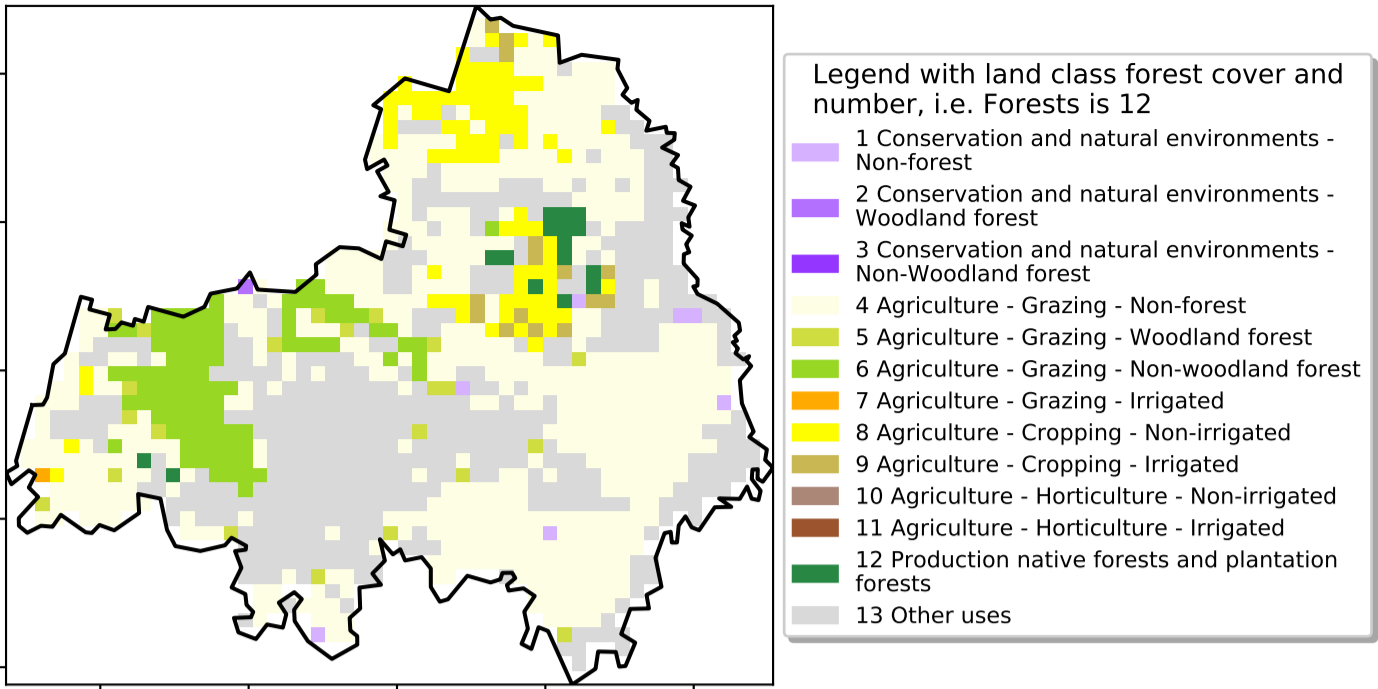 Legend with land class forest cover and
number, i.e. Forests is 12
1 Conservation and natural environments -
Non-forest
2 Conservation and natural environments -
Woodland forest
3 Conservation and natural environments -
Non-Woodland forest
4 Agriculture - Grazing - Non-forest
5 Agriculture - Grazing - Woodland forest
6 Agriculture - Grazing - Non-woodland forest
7 Agriculture - Grazing - Irrigated
8 Agriculture - Cropping - Non-irrigated
9 Agriculture - Cropping - Irrigated
10 Agriculture - Horticulture - Non-irrigated
11 Agriculture - Horticulture - Irrigated
12 Production native forests and plantation
forests
13 Other uses